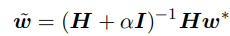 w̃ = (H + αI)⁻¹Hw*